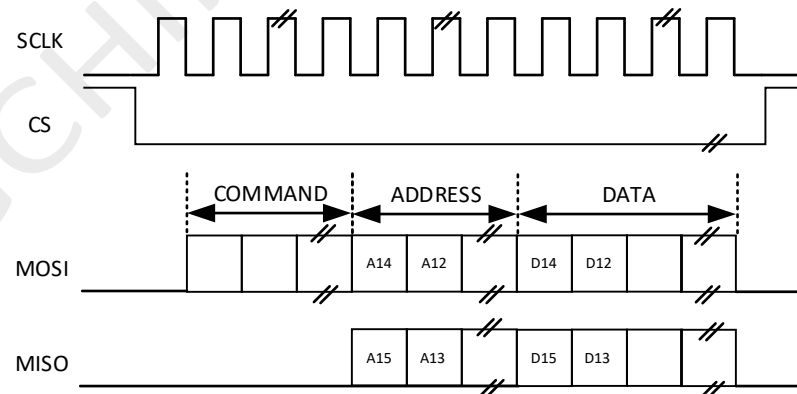 SCLK
CS
COMMAND ADDRESS DATA
MOSI A14 A12 D14 D12
MISO A15 A13 D15 D13